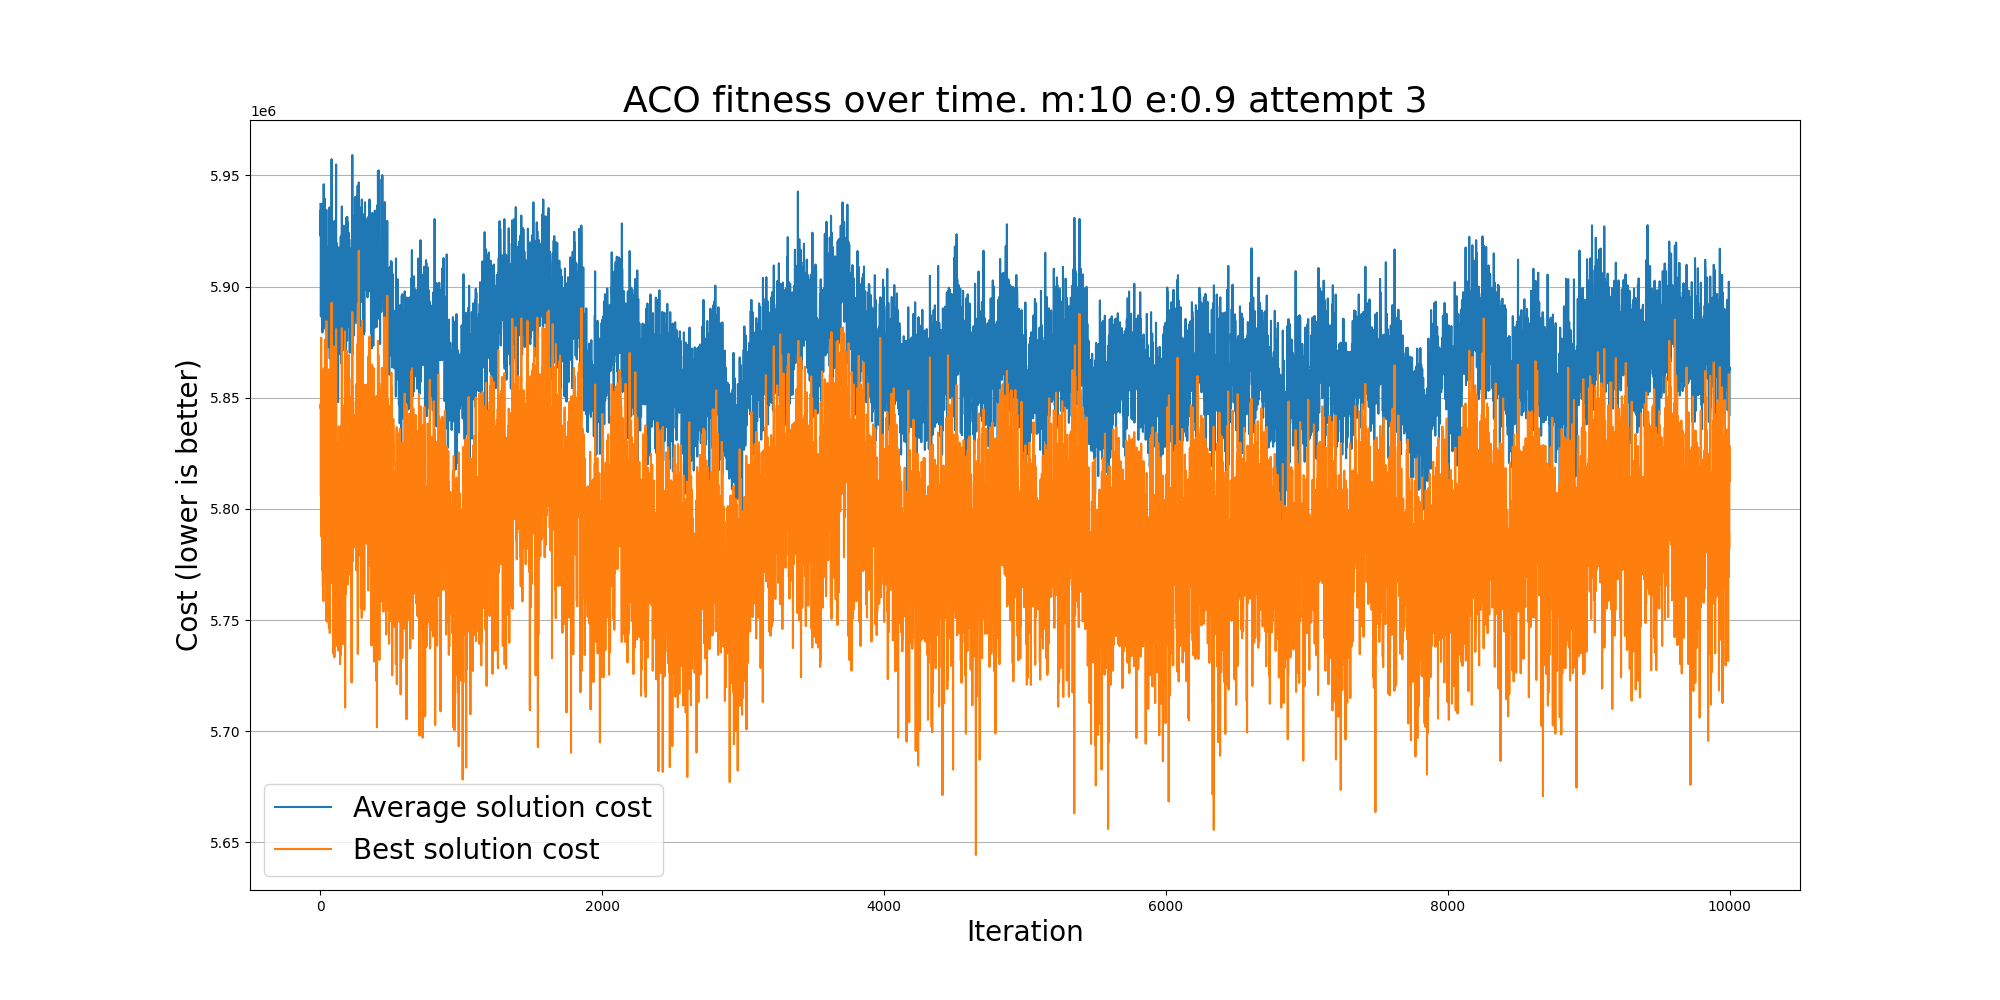 ACO fitness over time. m:10 e:0.9 attempt 3
1e6
5.95
5.90
5.85
5.80
5.75
5.70
5.65
Cost (lower is better)
Average solution cost
Best solution cost
0 2000 4000 6000 8000 10000
Iteration